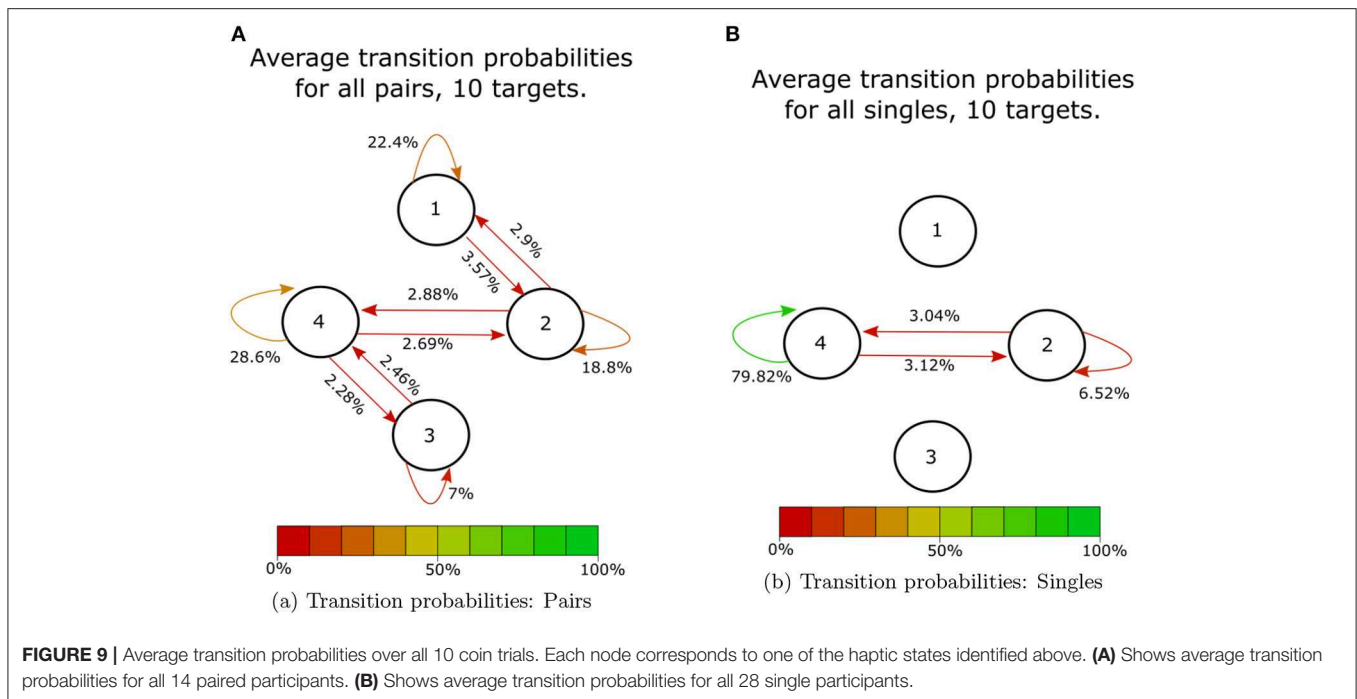 A
Average transition probabilities
for all pairs, 10 targets.
22.4%
1
2.9%
3.57%
2.88%
4
2
2.69%
28.6%
18.8%
2.46%
2.28%
3
7%
0%
50%
100%
(a) Transition probabilities: Pairs
B
Average transition probabilities
for all singles, 10 targets.
1
3.04%
4
2
3.12%
79.82%
6.52%
3
0%
50%
100%
(b) Transition probabilities: Singles
FIGURE 9 | Average transition probabilities over all 10 coin trials. Each node corresponds to one of the haptic states identified above. (A) Shows average transition
probabilities for all 14 paired participants. (B) Shows average transition probabilities for all 28 single participants.